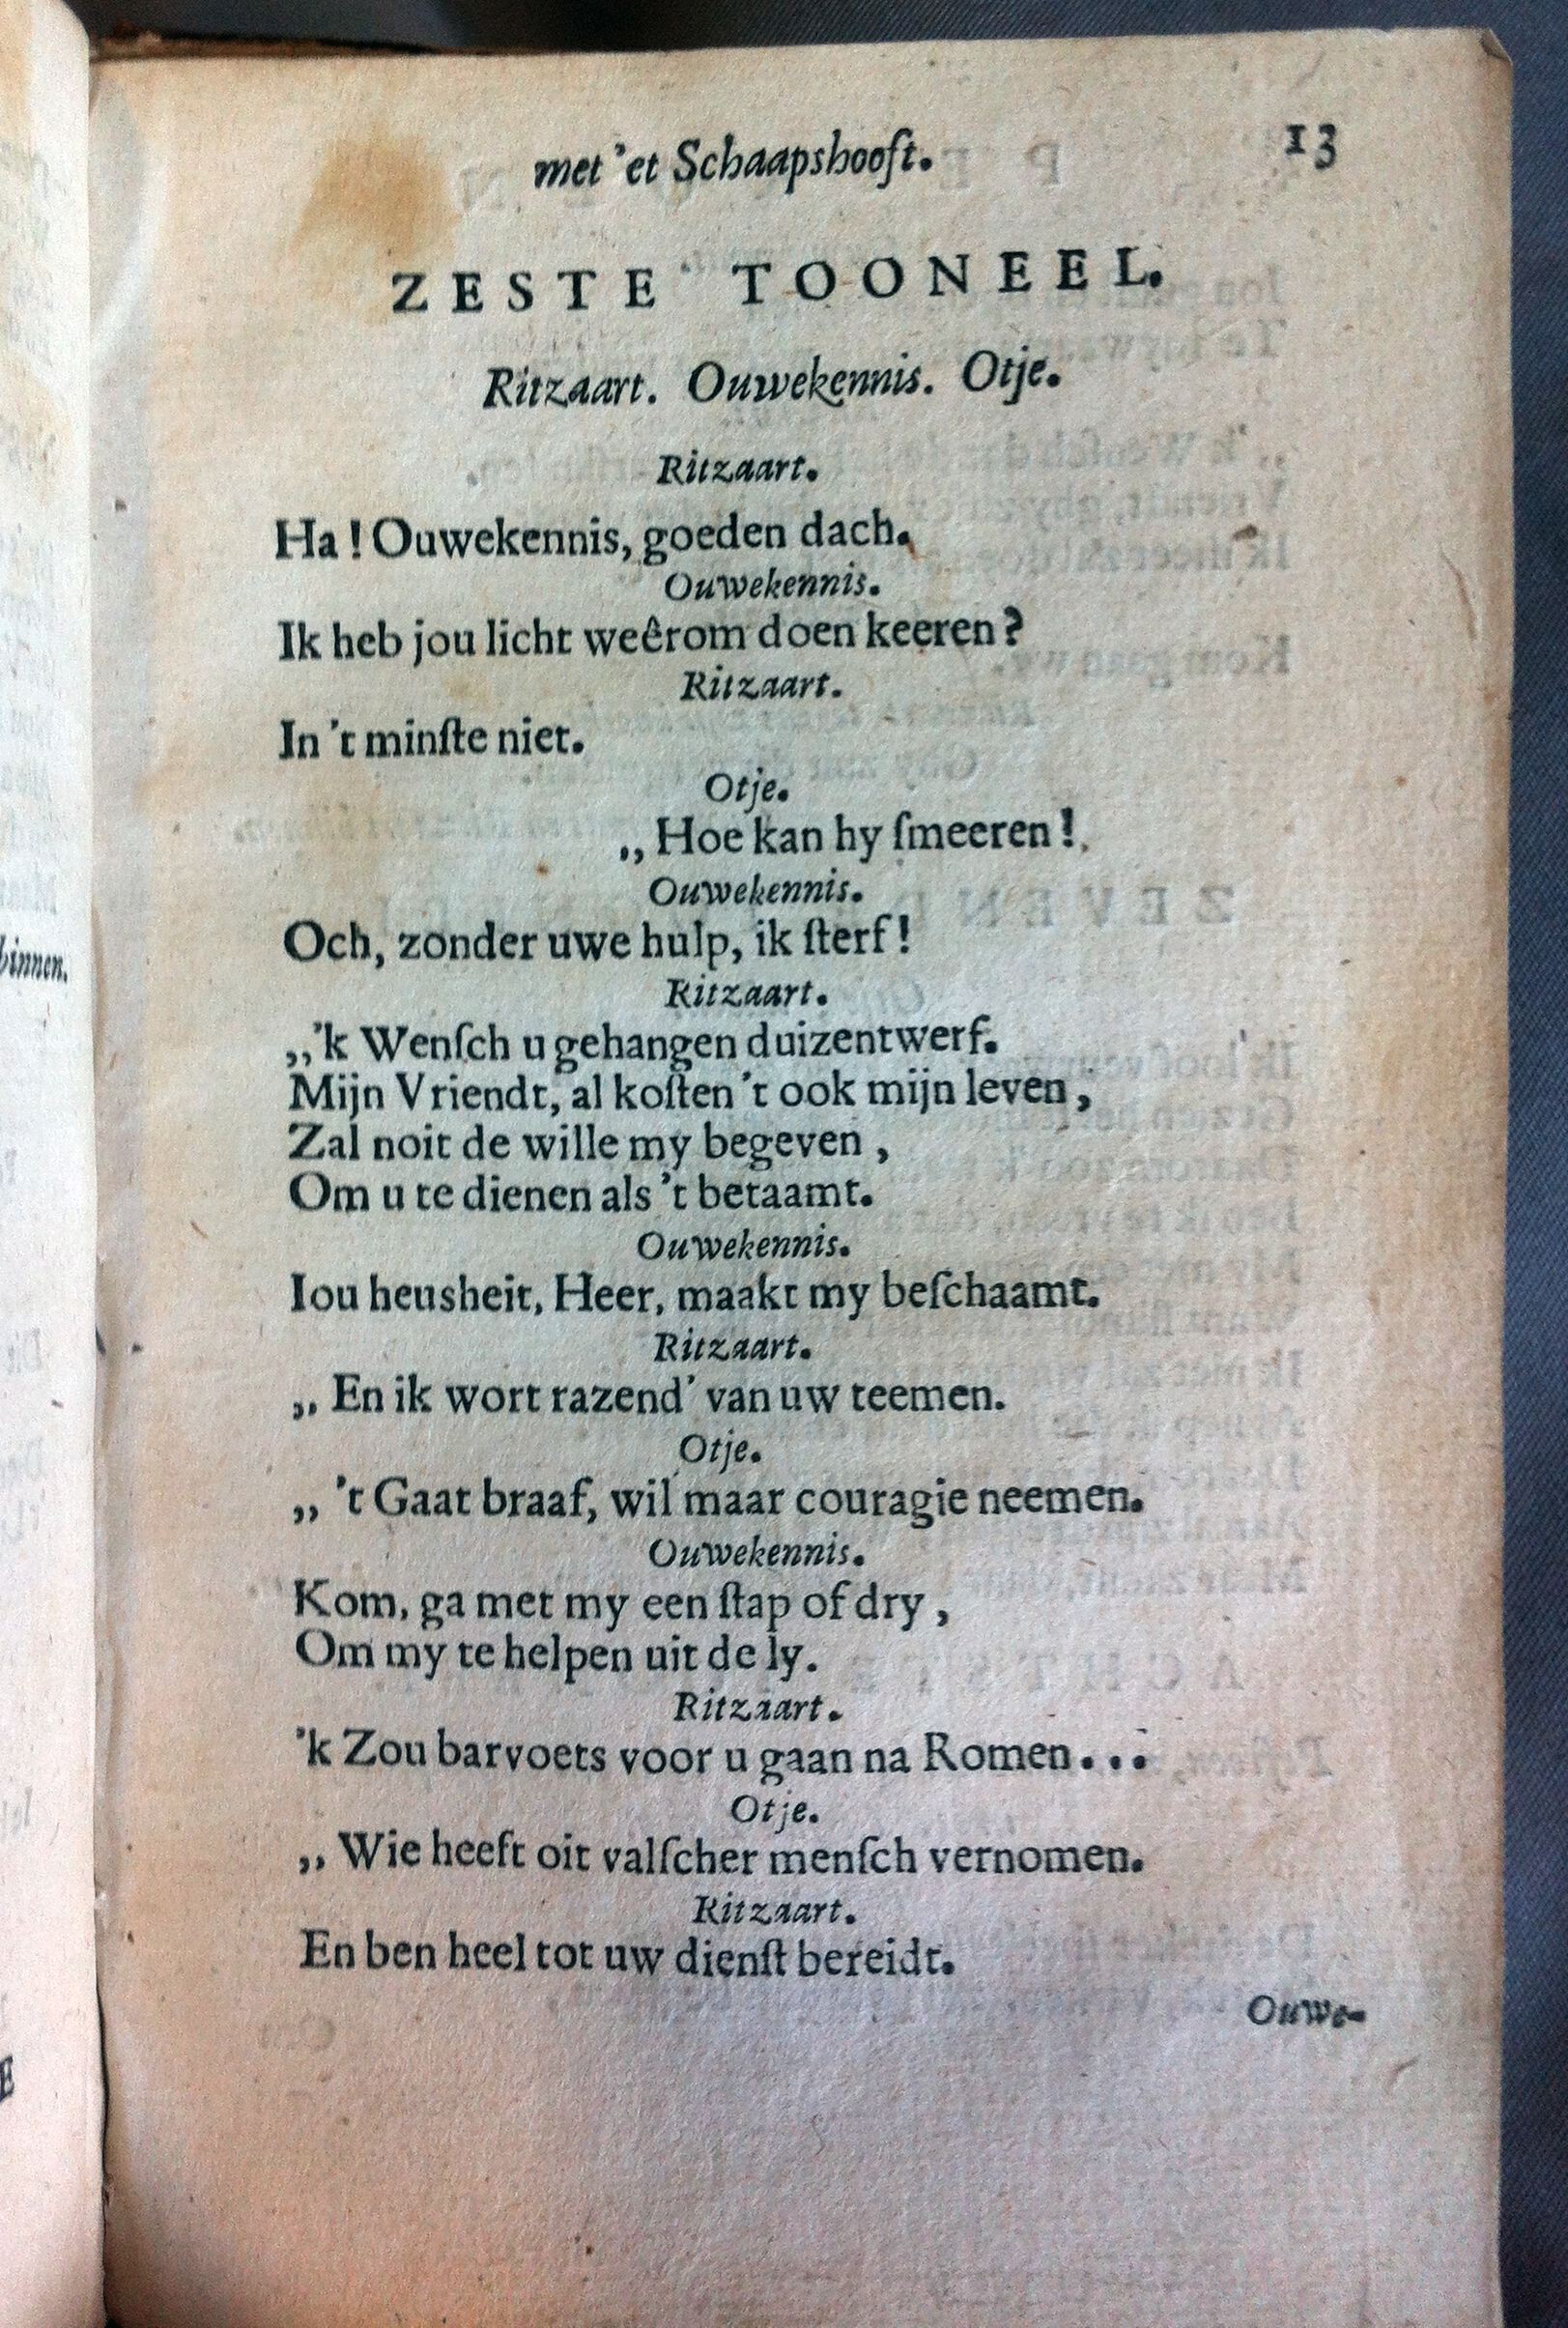 met 'et Schaapshooft. 13
ZESTE TOONEEL.
Ritzaart. Ouwekennis. Otje.
Ritzaart.
Ha! Ouwekennis, goeden dach.
Ouwekennis.
Ik heb jou licht weêrom doen keeren?
Ritzaart.
In 't minſte niet.
Otje.
„ Hoe kan hy ſmeeren!
Ouwekennis.
Och, zonder uwe hulp, ik ſterf!
Ritzaart.
„'k Wenſch u gehangen duizentwerf.
Mijn Vriendt, al koſten 't ook mijn leven,
Zal noit de wille my begeven,
Om u te dienen als 't betaamt.
Ouwekennis.
Iou heusheit, Heer, maakt my beſchaamt.
Ritzaart.
„ En ik wort razend' van uw teemen.
Otje.
„ 't Gaat braaf, wil maar couragie neemen.
Ouwekennis.
Kom, ga met my een ſtap of dry,
Om my te helpen uit de ly.
Ritzaart.
'k Zou barvoets voor u gaan na Romen...
Otje.
„ Wie heeft oit valſcher menſch vernomen.
Ritzaart.
En ben heel tot uw dienſt bereidt.
Ouwe-
binnen.